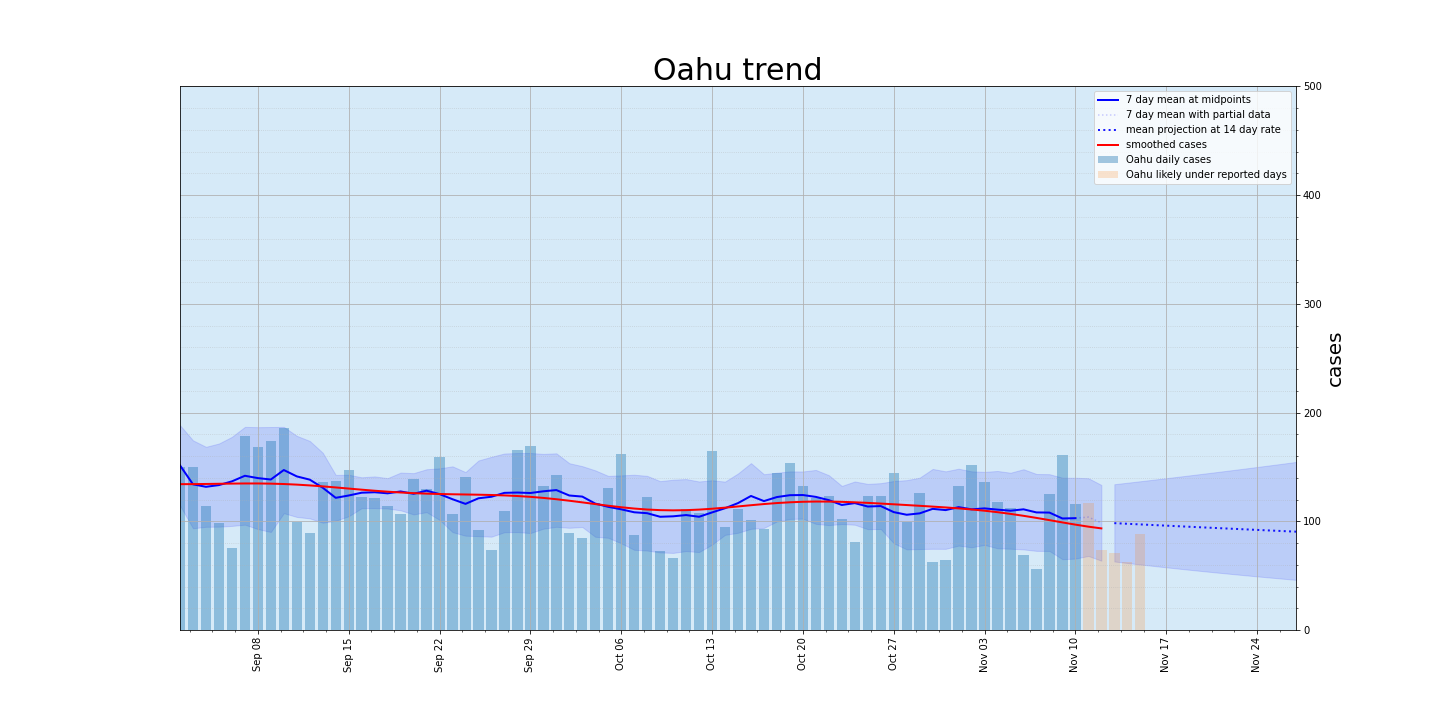 Oahu trend
500
7 day mean at midpoints
7 day mean with partial data
mean projection at 14 day rate
smoothed cases
Oahu daily cases
Oahu likely under reported days
400
300
cases
200
100
0
Sep 08
Sep 15
Sep 22
Sep 29
Oct 06
Oct 13
Oct 20
Oct 27
Nov 03
Nov 10
Nov 17
Nov 24